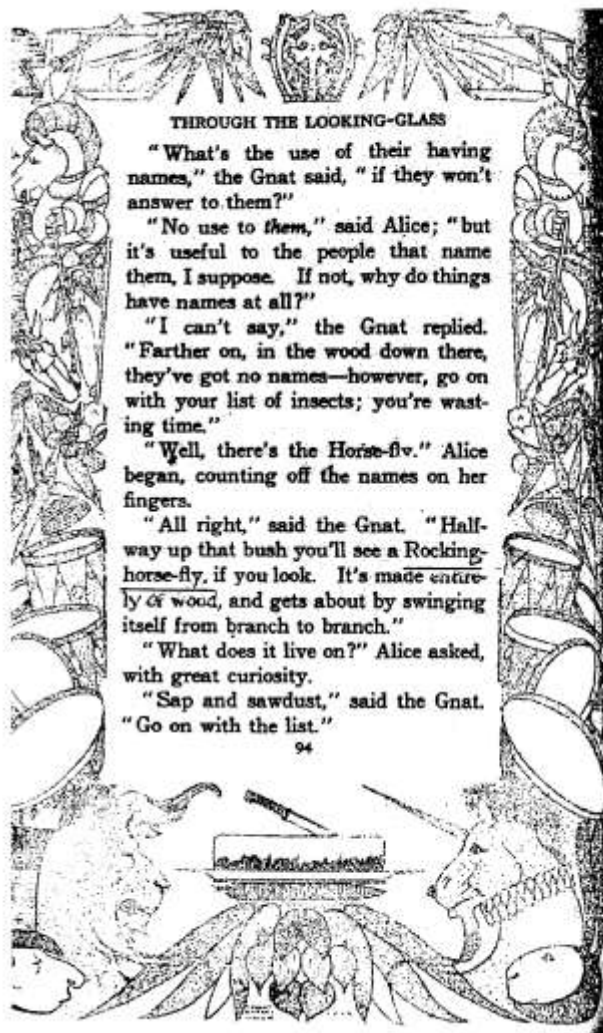 THROUGH THE LOOKING-GLASS
"What's the use of their having
names," the Gnat said, "if they won't
answer to them?"
"No use to them," said Alice; "but
it's useful to the people that name
them, I suppose. If not, why do things
have names at all?"
"I can't say," the Gnat replied.
"Farther on, in the wood down there,
they've got no names—however, go on
with your list of insects; you're wast-
ing time."
"Well, there's the Horse-fly." Alice
began, counting off the names on her
fingers.
"All right," said the Gnat. "Half-
way up that bush you'll see a Rocking-
horse-fly, if you look. It's made entire-
ly of wood, and gets about by swinging
itself from branch to branch."
"What does it live on?" Alice asked,
with great curiosity.
"Sap and sawdust," said the Gnat.
"Go on with the list."
94